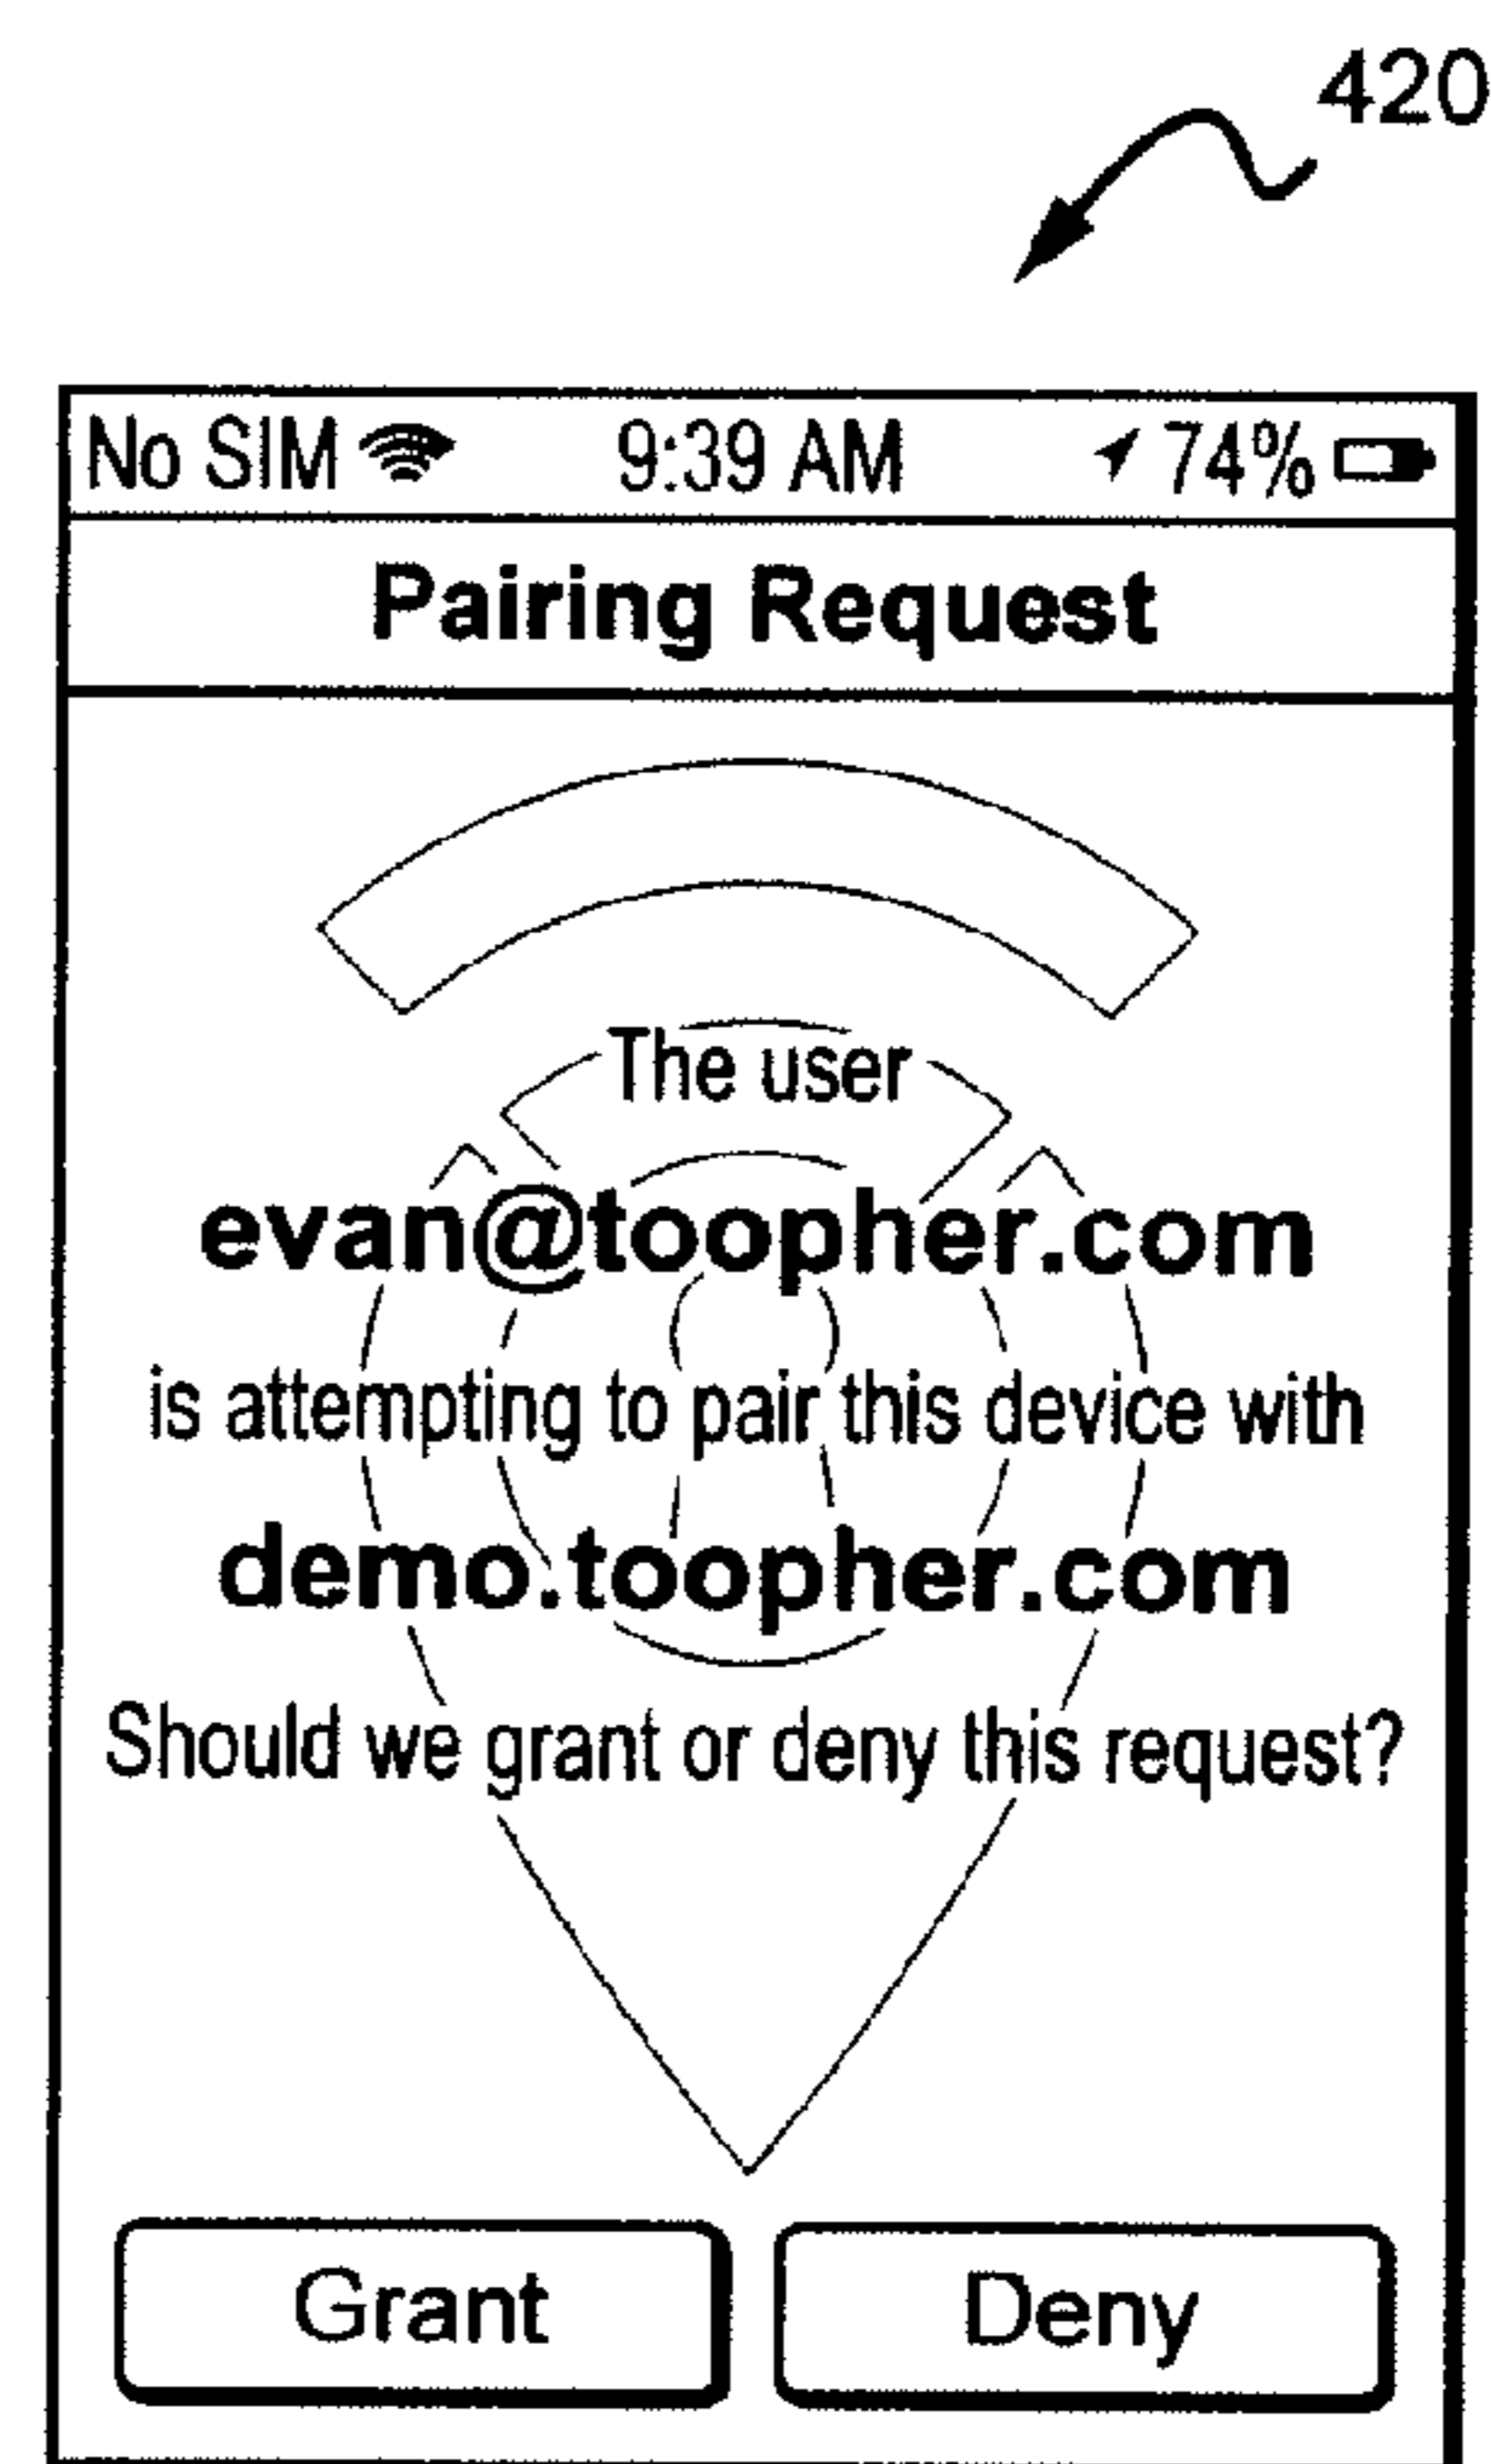 420
No SIM 9:39 AM 74%
Pairing Request
The user
evan@toopher.com
is attempting to pair this device with
demo.toopher.com
Should we grant or deny this request?
Grant Deny